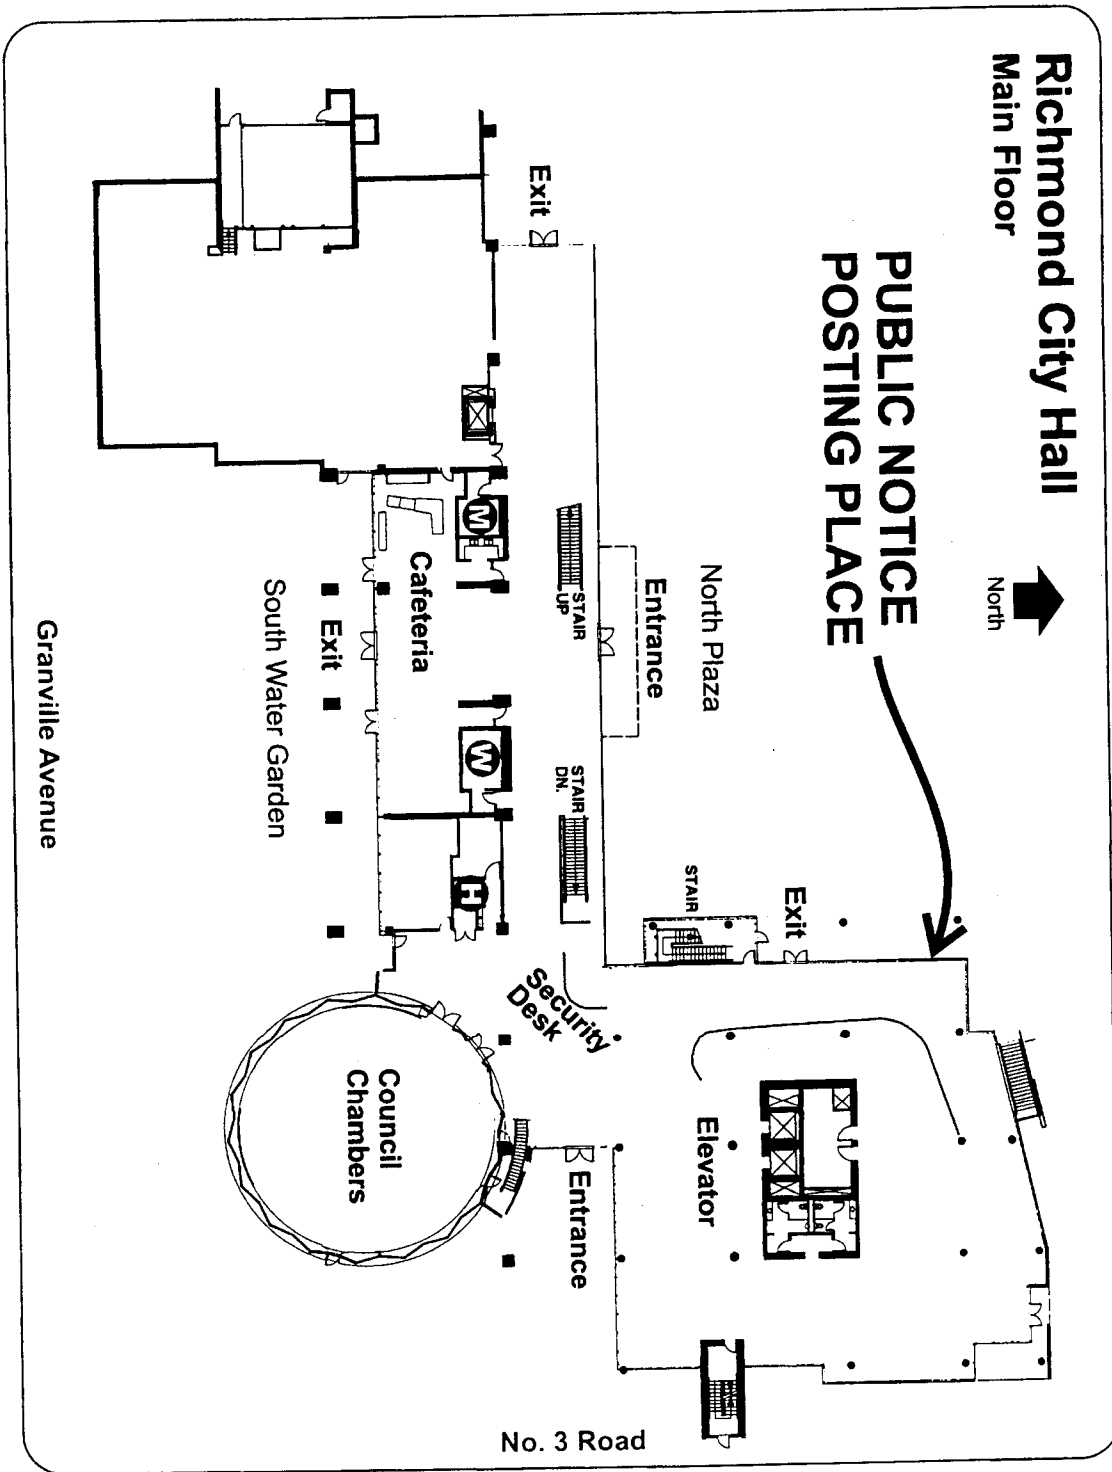 Richmond City Hall
Main Floor
North
PUBLIC NOTICE
POSTING PLACE
North Plaza
Entrance
Exit
STAIR
UP
STAIR
DN.
STAIR
Exit
M
W
H
Cafeteria
Exit
South Water Garden
Security
Desk
Council
Chambers
Elevator
Entrance
Granville Avenue
No. 3 Road